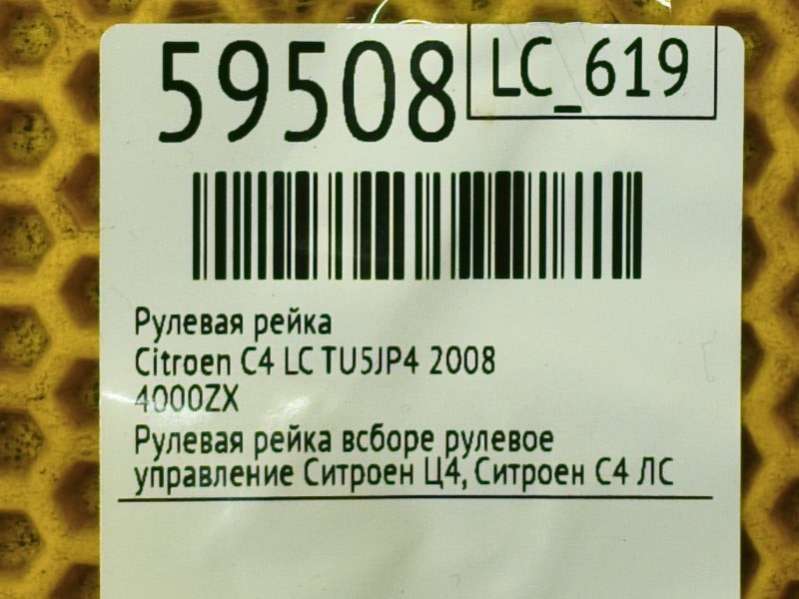 59508
LC_619
Рулевая рейка
Citroen C4 LC TU5JP4 2008
4000ZX
Рулевая рейка всборе рулевое
управление Ситроен Ц4, Ситроен С4 ЛС